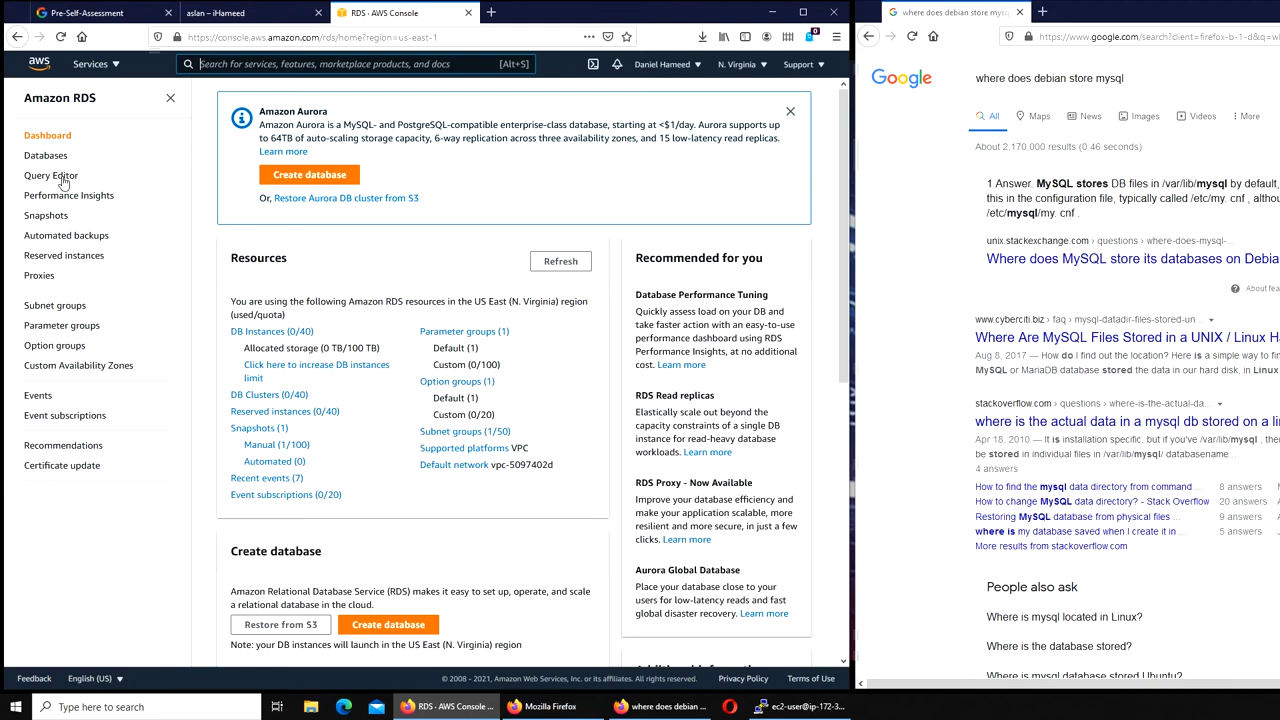 Pre-Self-Assessment
aslan – iHameed
RDS · AWS Console
https://console.aws.amazon.com/rds/home?region=us-east-1
0
aws
Services
Search for services, features, marketplace products, and docs
[Alt+S]
Daniel Hameed
N. Virginia
Support
Amazon RDS
Dashboard
Databases
Query Editor
Performance Insights
Snapshots
Automated backups
Reserved instances
Proxies
Subnet groups
Parameter groups
Option groups
Custom Availability Zones
Events
Event subscriptions
Recommendations
Certificate update
Amazon Aurora
Amazon Aurora is a MySQL- and PostgreSQL-compatible enterprise-class database, starting at <$1/day. Aurora supports up
to 64TB of auto-scaling storage capacity, 6-way replication across three availability zones, and 15 low-latency read replicas.
Learn more
Create database
Or, Restore Aurora DB cluster from S3
Resources
Refresh
You are using the following Amazon RDS resources in the US East (N. Virginia) region
(used/quota)
DB Instances (0/40)
Allocated storage (0 TB/100 TB)
Click here to increase DB instances
limit
DB Clusters (0/40)
Reserved instances (0/40)
Snapshots (1)
Manual (1/100)
Automated (0)
Recent events (7)
Event subscriptions (0/20)
Parameter groups (1)
Default (1)
Custom (0/100)
Option groups (1)
Default (1)
Custom (0/20)
Subnet groups (1/50)
Supported platforms VPC
Default network vpc-5097402d
Create database
Amazon Relational Database Service (RDS) makes it easy to set up, operate, and scale
a relational database in the cloud.
Restore from S3
Create database
Note: your DB instances will launch in the US East (N. Virginia) region
Recommended for you
Database Performance Tuning
Quickly assess load on your DB and
take faster action with an easy-to-use
performance dashboard using RDS
Performance Insights, at no additional
cost. Learn more
RDS Read replicas
Elastically scale out beyond the
capacity constraints of a single DB
instance for read-heavy database
workloads. Learn more
RDS Proxy - Now Available
Improve your database efficiency and
make your application scalable, more
resilient and more secure, in just a few
clicks. Learn more
Aurora Global Database
Place your database close to your
users for low-latency reads and fast
global disaster recovery. Learn more
Feedback
English (US)
© 2008 - 2021, Amazon Web Services, Inc. or its affiliates. All rights reserved.
Privacy Policy
Terms of Use
where does debian store mys
https://www.google.com/search?client=firefox-b-1-d&q=w
Google
where does debian store mysql
All
Maps
News
Images
Videos
More
About 2,170,000 results (0.46 seconds)
1 Answer. MySQL stores DB files in /var/lib/mysql by default,
this in the configuration file, typically called /etc/my. cnf , althou
/etc/mysql/my. cnf .
unix.stackexchange.com › questions › where-does-mysql-...
Where does MySQL store its databases on Debia
About fea
www.cyberciti.biz › faq › mysql-datadir-files-stored-un...
Where Are MySQL Files Stored in a UNIX / Linux H
Aug 8, 2017 — How do I find out the location? Here is a simple way to fin
MySQL or MariaDB database stored the data in our hard disk, in Linux
stackoverflow.com › questions › where-is-the-actual-da...
where is the actual data in a mysql db stored on a li
Apr 18, 2010 — It is installation specific, but if you've /var/lib/mysql , ther
be stored in individual files in /var/lib/mysql/ databasename ...
4 answers
How to find the mysql data directory from command ...
8 answers
How to change MySQL data directory? - Stack Overflow
20 answers
Restoring MySQL database from physical files ...
9 answers
where is my database saved when I create it in ...
5 answers
More results from stackoverflow.com
People also ask
Where is mysql located in Linux?
Where is the database stored?
Where is mysql database stored Ubuntu?
Type here to search
RDS · AWS Console ...
Mozilla Firefox
where does debian ...
ec2-user@ip-172-3...